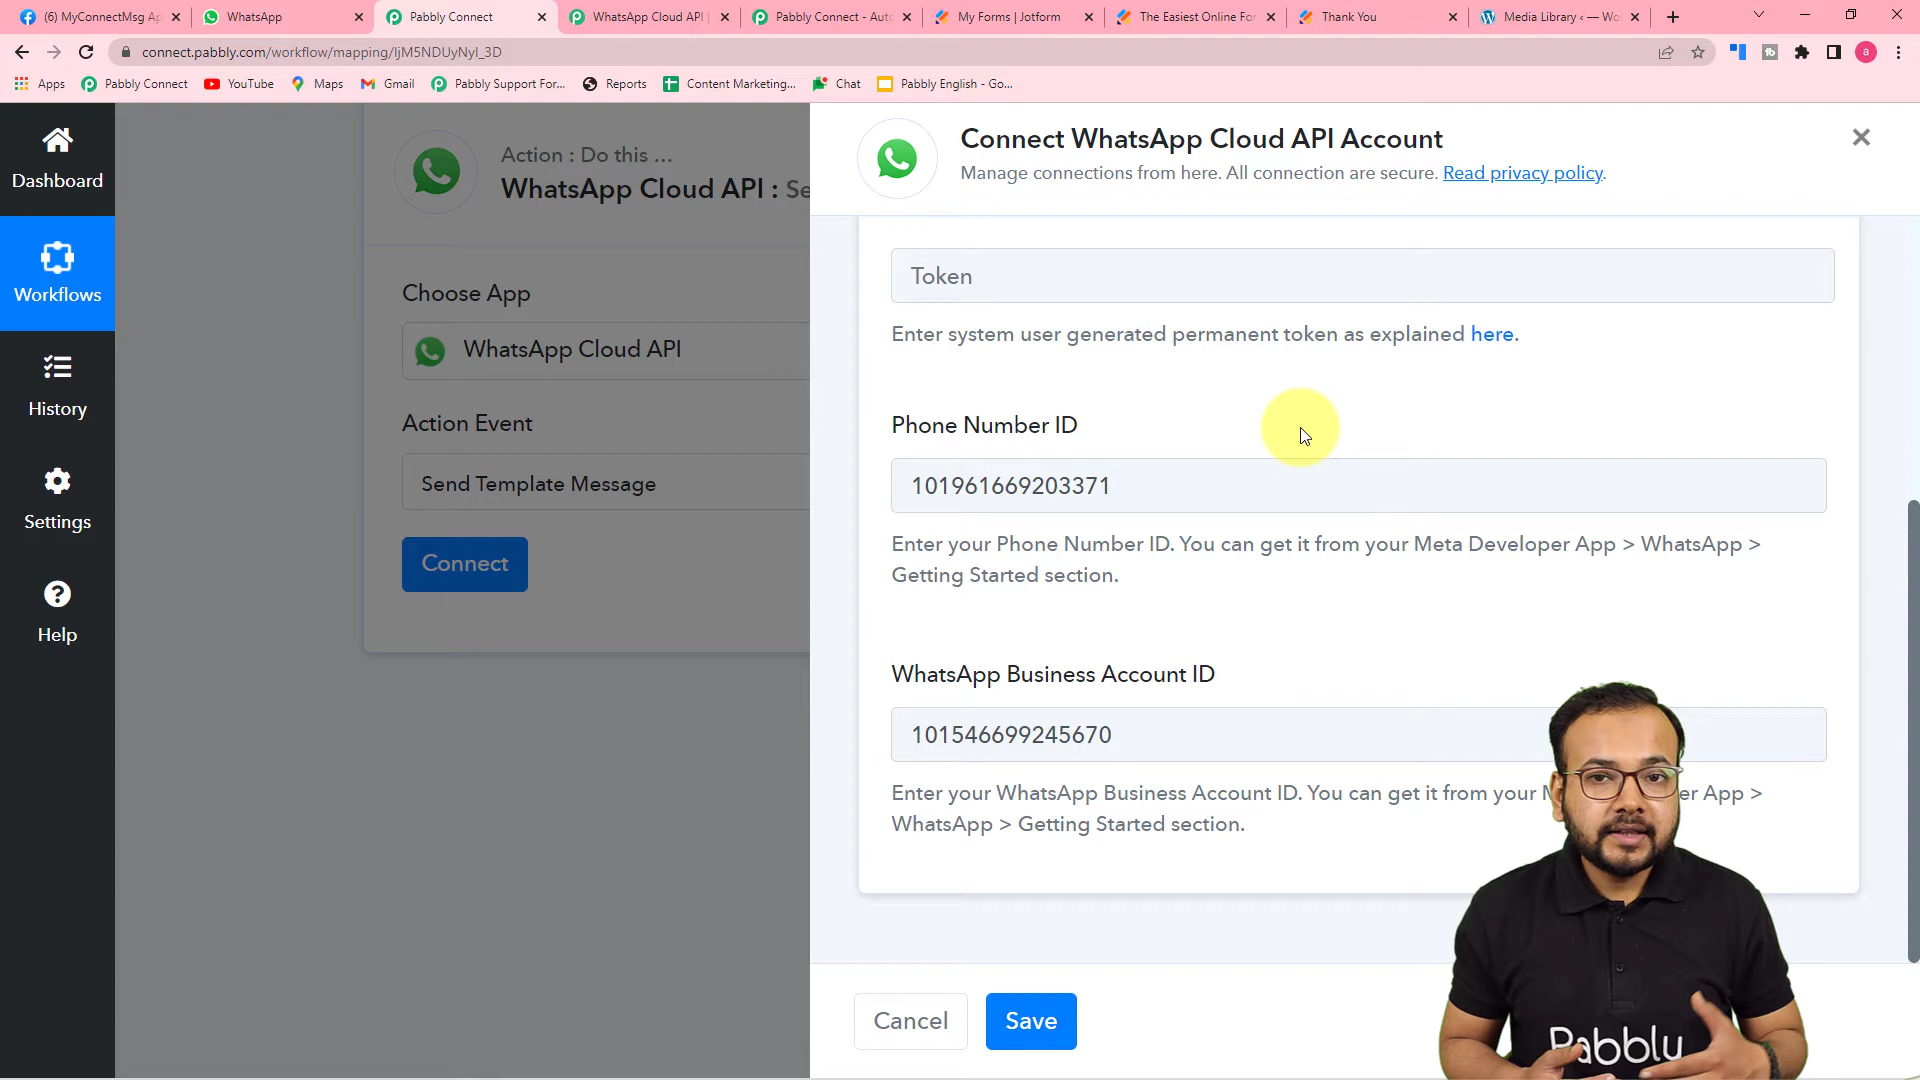 (6) MyConnectMsg Ap
WhatsApp
Pabbly Connect
WhatsApp Cloud API
Pabbly Connect - Aut
My Forms | Jotform
The Easiest Online For
Thank You
Media Library ‹ — Wo
connect.pabbly.com/workflow/mapping/IjM5NDUyNyI_3D
a
Apps
Pabbly Connect
YouTube
Maps
Gmail
Pabbly Support For...
Reports
Content Marketing...
Chat
Pabbly English - Go...
Dashboard
Workflows
History
Settings
Help
Action : Do this ...
WhatsApp Cloud API : Se
Choose App
WhatsApp Cloud API
Action Event
Send Template Message
Connect
Connect WhatsApp Cloud API Account
Manage connections from here. All connection are secure. Read privacy policy.
Token
Enter system user generated permanent token as explained here.
Phone Number ID
101961669203371
Enter your Phone Number ID. You can get it from your Meta Developer App > WhatsApp >
Getting Started section.
WhatsApp Business Account ID
101546699245670
Enter your WhatsApp Business Account ID. You can get it from your M er App >
WhatsApp > Getting Started section.
Cancel
Save
Pabbly